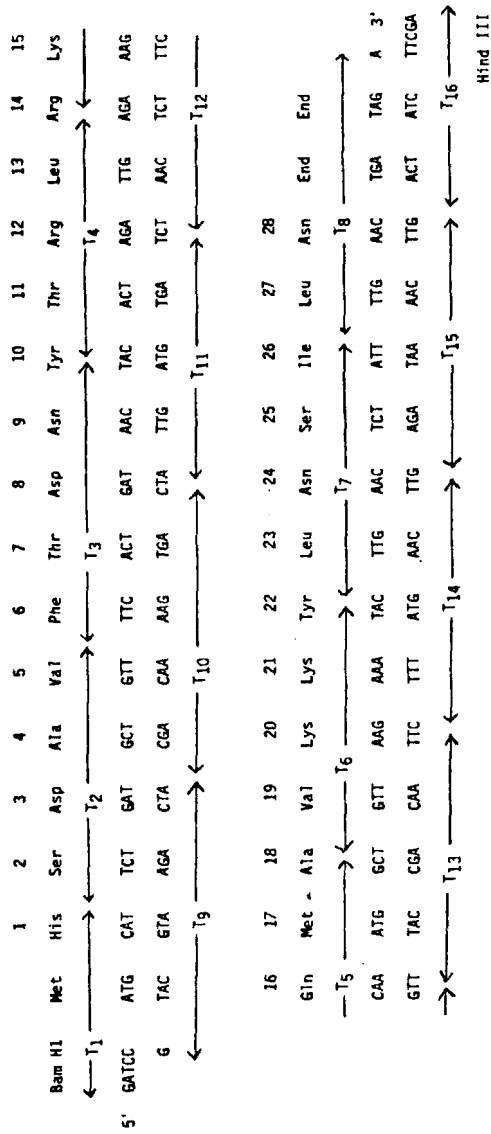 1 2 3 4 5 6 7 8 9 10 11 12 13 14 15
Bam H1 Met His Ser Asp Ala Val Phe Thr Asp Asn Tyr Thr Arg Leu Arg Lys
T1 T2 T3 T4
5' GATCC ATG CAT TCT GAT GCT GTT TTC ACT GAT AAC TAC ACT AGA TTG AGA AAG
G TAC GTA AGA CTA CGA CAA AAG TGA CTA TTG ATG TGA TCT AAC TCT TTC
T9 T10 T11 T12
16 17 18 19 20 21 22 23 24 25 26 27 28
Gln Met - Ala Val Lys Lys Tyr Leu Asn Ser Ile Leu Asn End End
T5 T6 T7 T8
CAA ATG GCT GTT AAG AAA TAC TTG AAC TCT ATT TTG AAC TGA TAG A 3'
GTT TAC CGA CAA TTC TTT ATG AAC TTG AGA TAA AAC TTG ACT ATC TTCGA
T13 T14 T15 T16
Hind III